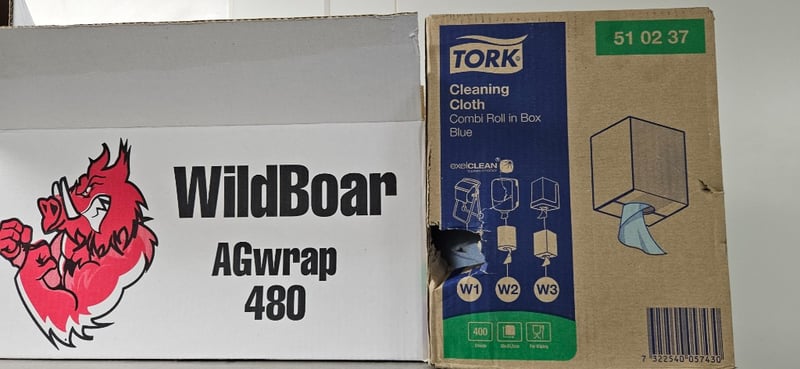 WildBoar
AGwrap
480
TORK
51 02 37
Cleaning
Cloth
Combi Roll in Box
Blue
exelCLEAN
W1 W2 W3
400
7 322540 057430